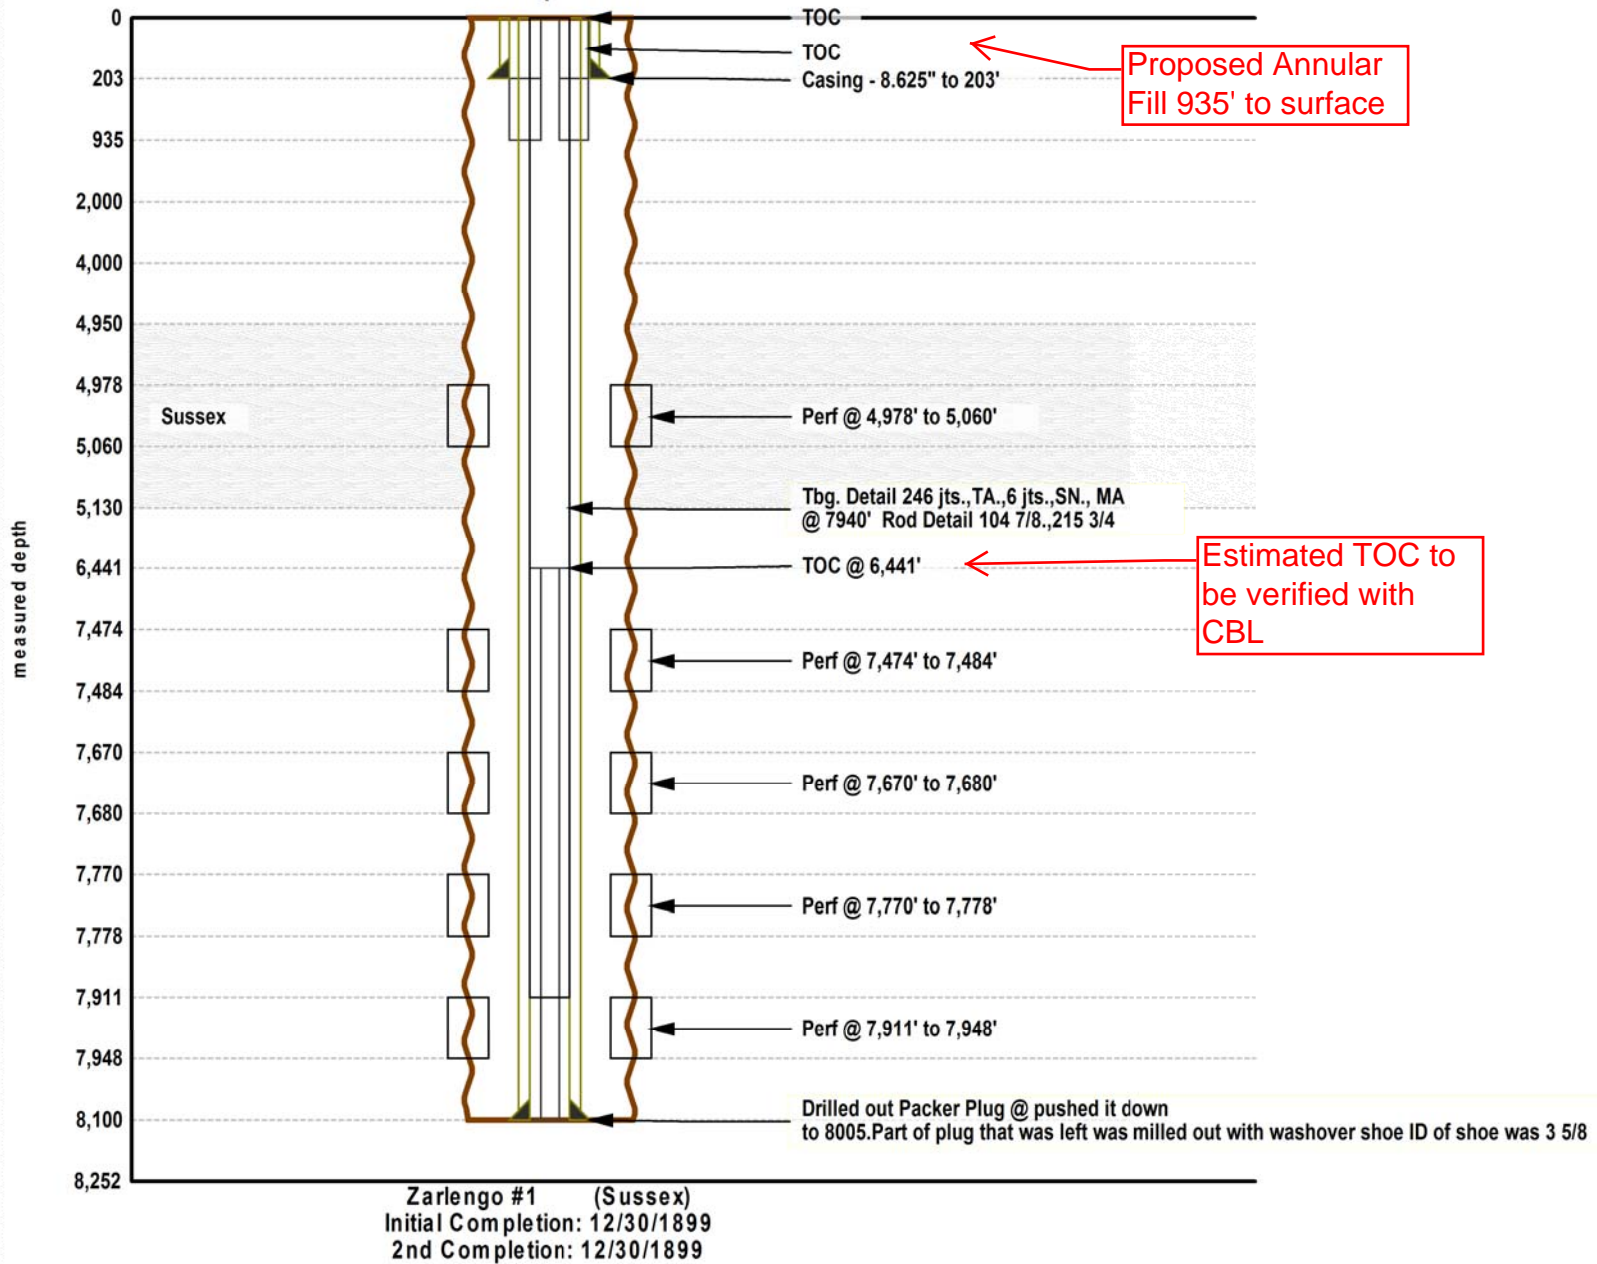 0
TOC
TOC
Proposed Annular
Fill 935' to surface
203
Casing - 8.625" to 203'
935
2,000
4,000
4,950
4,978
Sussex
Perf @ 4,978' to 5,060'
5,060
Tbg. Detail 246 jts.,TA.,6 jts.,SN., MA
@ 7940'  Rod Detail 104 7/8.,215 3/4
5,130
measured depth
6,441
TOC @ 6,441'
Estimated TOC to
be verified with
CBL
7,474
Perf @ 7,474' to 7,484'
7,484
7,670
Perf @ 7,670' to 7,680'
7,680
7,770
Perf @ 7,770' to 7,778'
7,778
7,911
Perf @ 7,911' to 7,948'
7,948
8,100
Drilled out Packer Plug @ pushed it down
to 8005.Part of plug that was left was milled out with washover shoe ID of shoe was 3 5/8
8,252
Zarlengo #1 (Sussex)
Initial Completion: 12/30/1899
2nd Completion: 12/30/1899